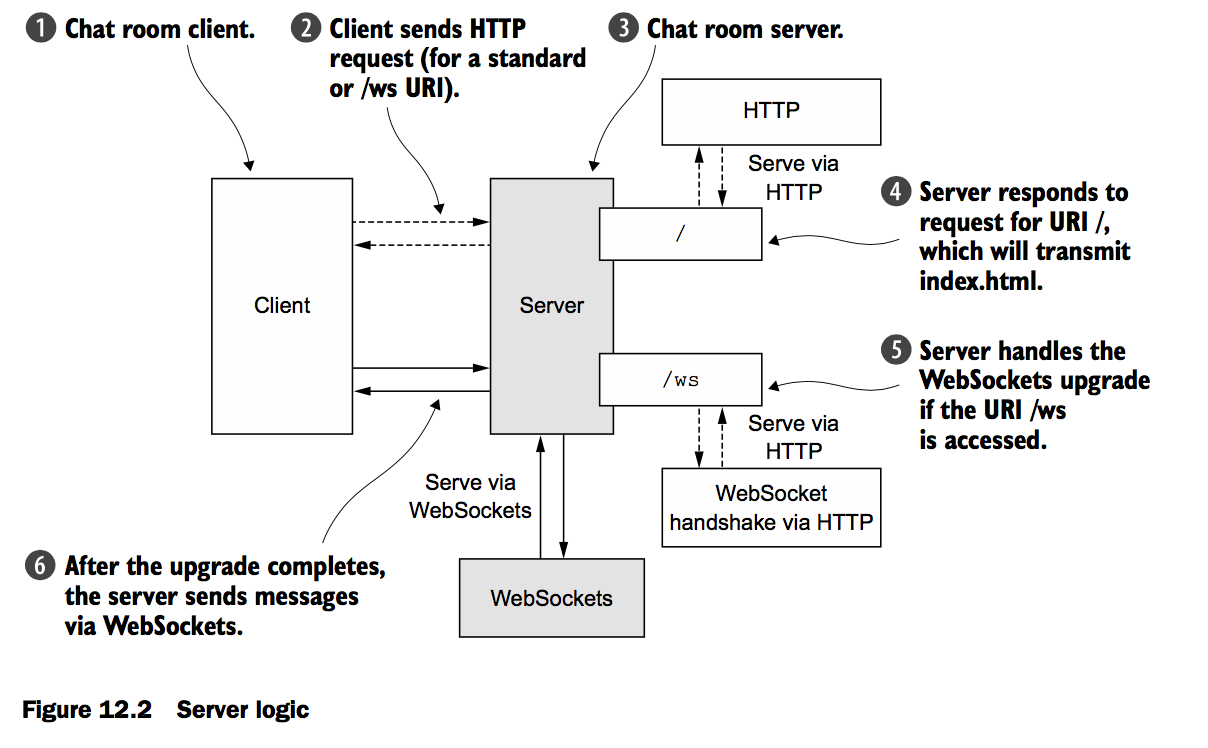 1 Chat room client.
2 Client sends HTTP
request (for a standard
or /ws URI).
3 Chat room server.
HTTP
Serve via
HTTP
/
4 Server responds to
request for URI /,
which will transmit
index.html.
Client
Server
/ws
5 Server handles the
WebSockets upgrade
if the URI /ws
is accessed.
Serve via
HTTP
WebSocket
handshake via HTTP
Serve via
WebSockets
6 After the upgrade completes,
the server sends messages
via WebSockets.
WebSockets
Figure 12.2 Server logic